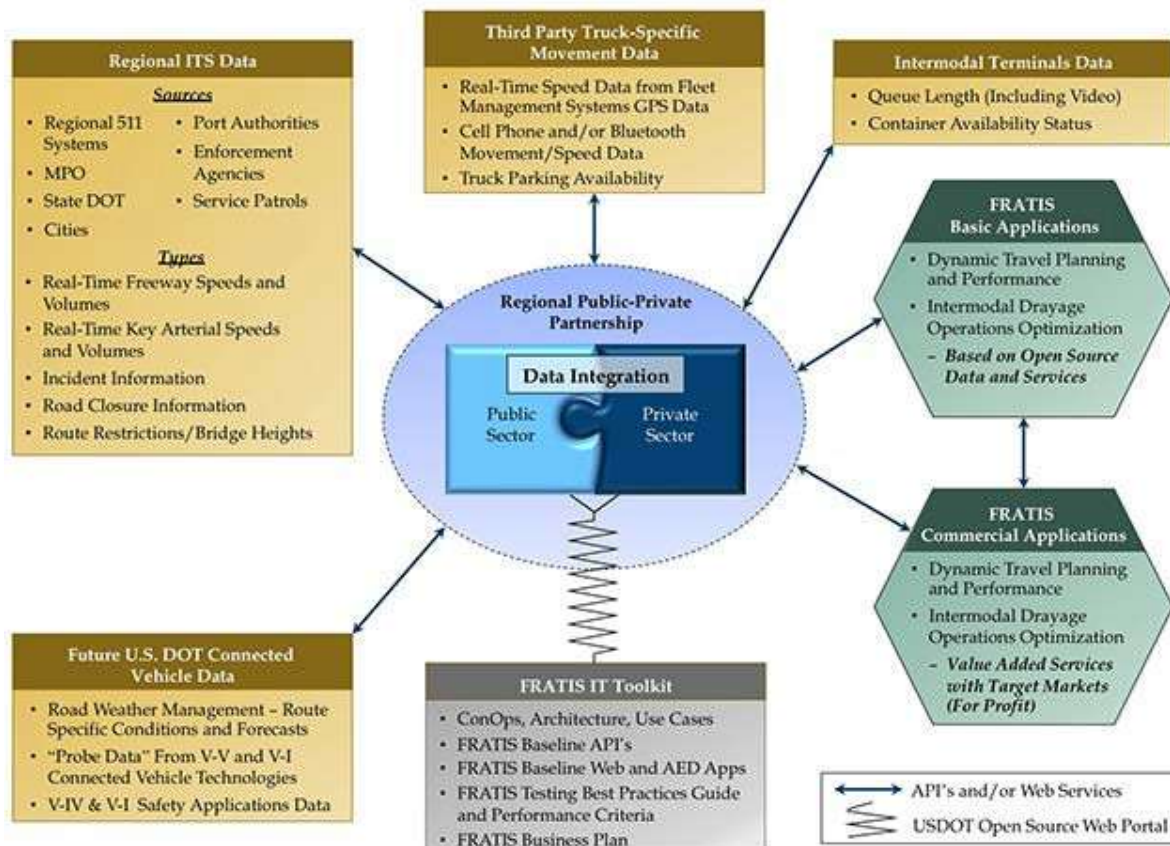 Regional ITS Data
Sources
• Regional 511
Systems
• MPO
• State DOT
• Cities
• Port Authorities
• Enforcement
Agencies
• Service Patrols
Types
• Real-Time Freeway Speeds and
Volumes
• Real-Time Key Arterial Speeds
and Volumes
• Incident Information
• Road Closure Information
• Route Restrictions/Bridge Heights
Third Party Truck-Specific
Movement Data
• Real-Time Speed Data from Fleet
Management Systems GPS Data
• Cell Phone and/or Bluetooth
Movement/Speed Data
• Truck Parking Availability
Intermodal Terminals Data
• Queue Length (Including Video)
• Container Availability Status
Regional Public-Private
Partnership
Data Integration
Public
Sector
Private
Sector
FRATIS
Basic Applications
• Dynamic Travel Planning
and Performance
• Intermodal Drayage
Operations Optimization
– Based on Open Source
Data and Services
FRATIS
Commercial Applications
• Dynamic Travel Planning
and Performance
• Intermodal Drayage
Operations Optimization
– Value Added Services
with Target Markets
(For Profit)
Future U.S. DOT Connected
Vehicle Data
• Road Weather Management – Route
Specific Conditions and Forecasts
• "Probe Data" From V-V and V-I
Connected Vehicle Technologies
• V-IV & V-I Safety Applications Data
FRATIS IT Toolkit
• ConOps, Architecture, Use Cases
• FRATIS Baseline API's
• FRATIS Baseline Web and AED Apps
• FRATIS Testing Best Practices Guide
and Performance Criteria
• FRATIS Business Plan
API's and/or Web Services
USDOT Open Source Web Portal